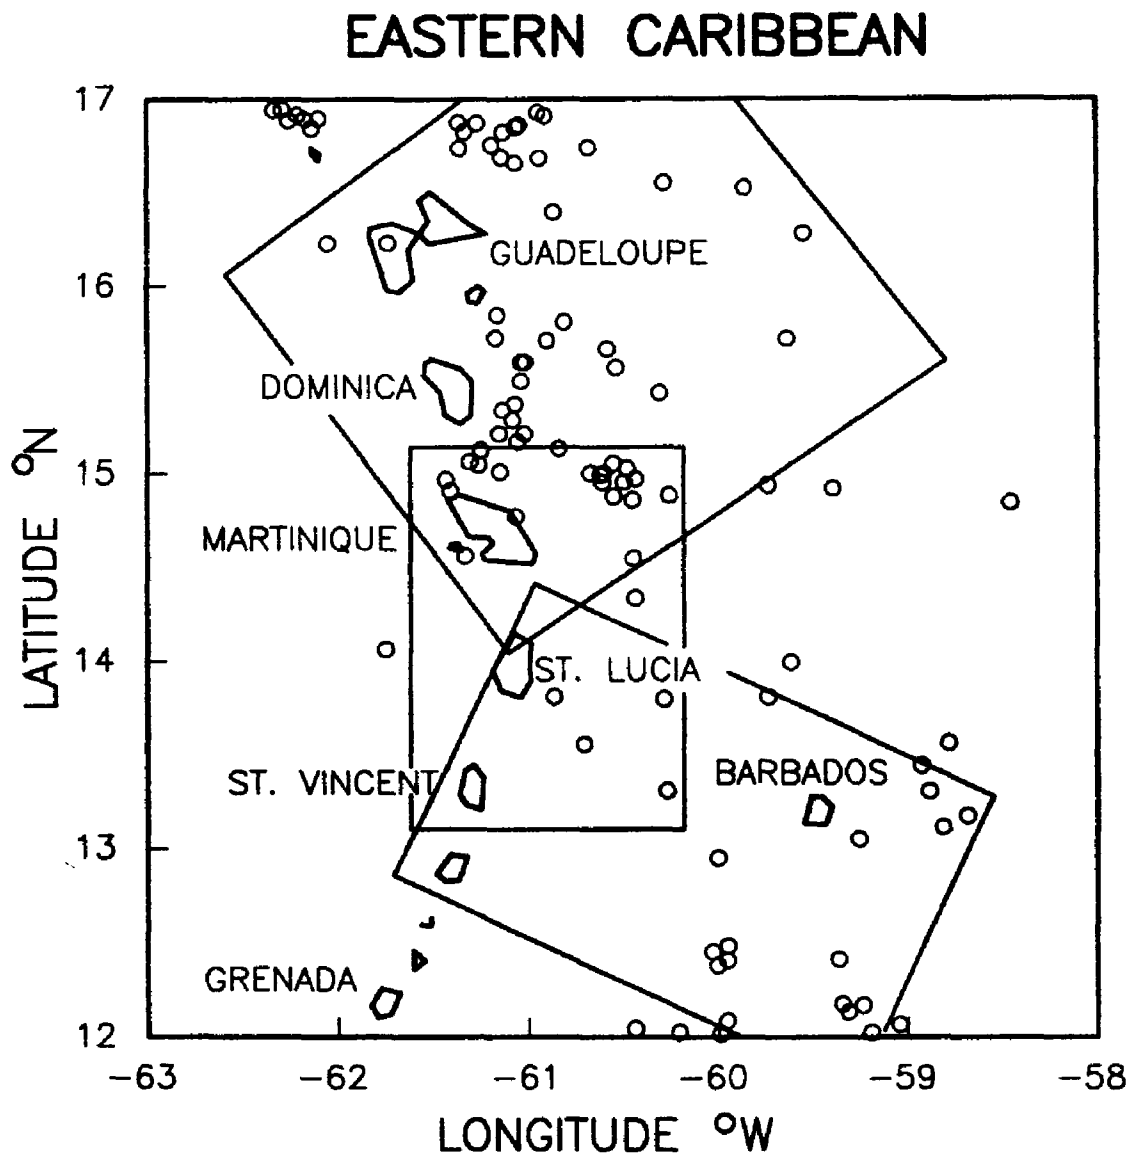 EASTERN CARIBBEAN
17
GUADELOUPE
16
DOMINICA
15
MARTINIQUE
14
ST. LUCIA
ST. VINCENT
BARBADOS
13
GRENADA
12
-63 -62 -61 -60 -59 -58
LONGITUDE °W
LATITUDE °N